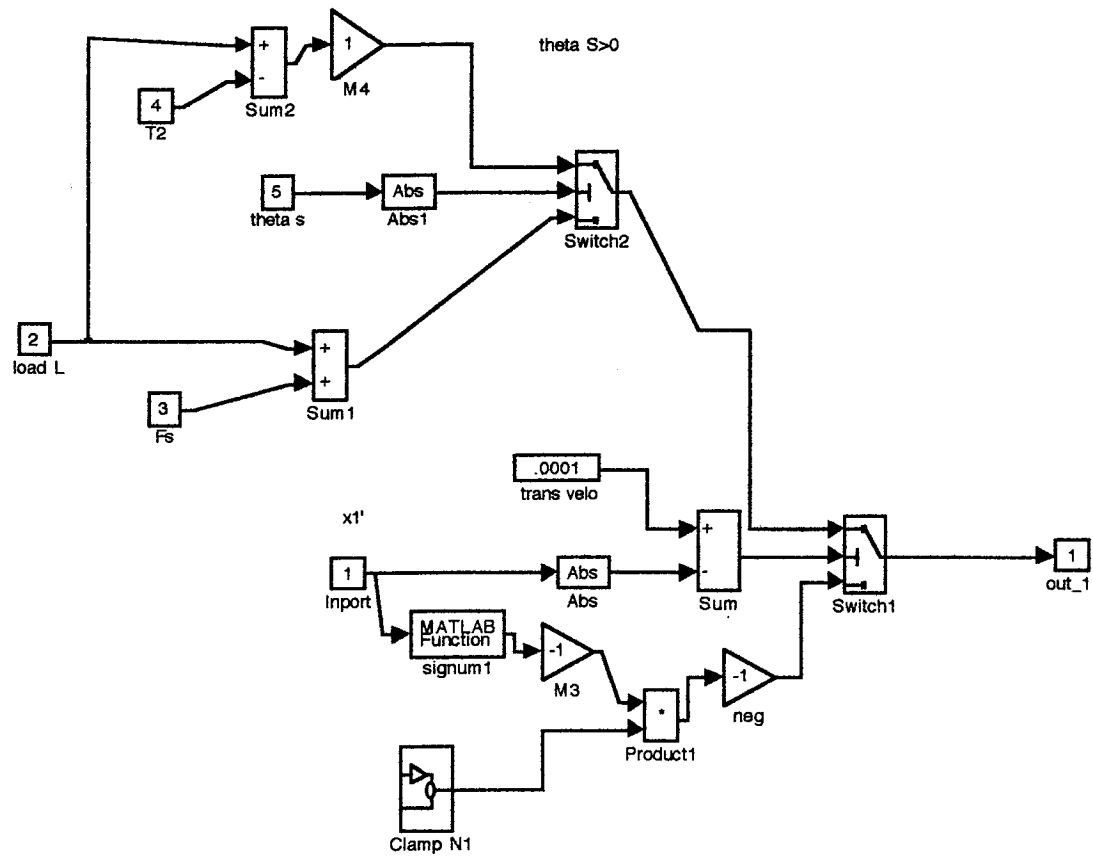 1
theta S>0
+
-
M4
4
Sum2
T2
5
Abs
theta s
Abs1
Switch2
2
+
load L
+
3
Sum1
Fs
.0001
trans velo
x1'
+
1
Abs
-
1
Inport
Abs
Sum
Switch1
out_1
MATLAB
Function
-1
signum1
-1
M3
*
neg
Product1
Clamp N1